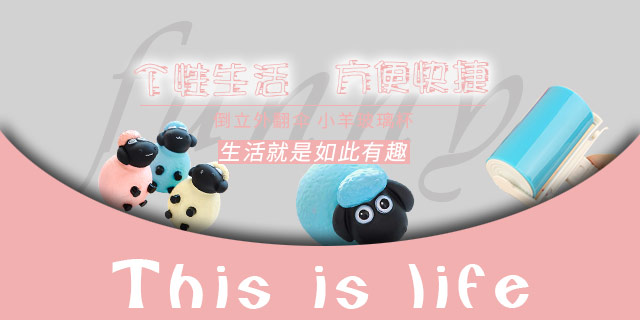 funny
个性生活 方便快捷
倒立外翻伞 小羊玻璃杯
生活就是如此有趣
This is life